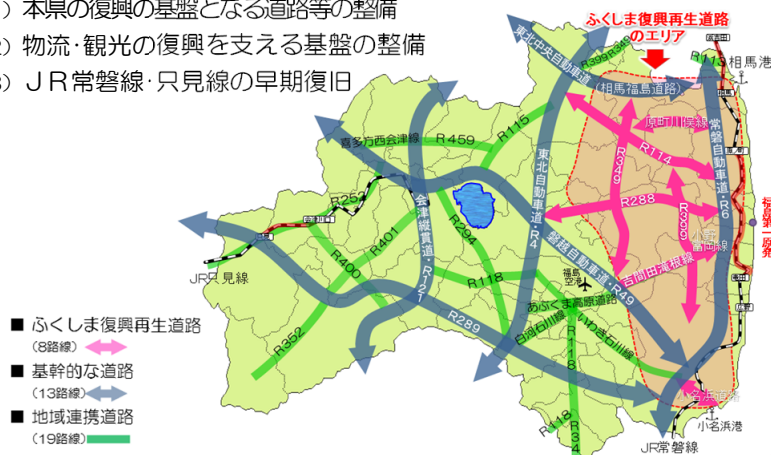 ) 本県の復興の基盤となる道路等の整備
) 物流・観光の復興を支える基盤の整備
) JR常磐線・只見線の早期復旧
ふくしま復興再生道路
のエリア
東北中央自動車道
(相馬福島道路)
R399
R349
R113
相馬港
喜多方西会津線
R459
R115
原町川俣線
R114
R349
常磐自動車道・R6
R252
東北自動車道・R4
R288
R399
福島第一原発
会津縦貫道・R121
R401
R294
磐越自動車道・R49
小野富岡線
吉間田滝根線
R400
JR只見線
R118
福島
空港
あぶくま高原道路
R352
R289
白河石川線
いわき石川線
R118
小名浜道路
小名浜港
R118
R34
JR常磐線
■ ふくしま復興再生道路
(8路線)
■ 基幹的な道路
(13路線)
■ 地域連携道路
(19路線)